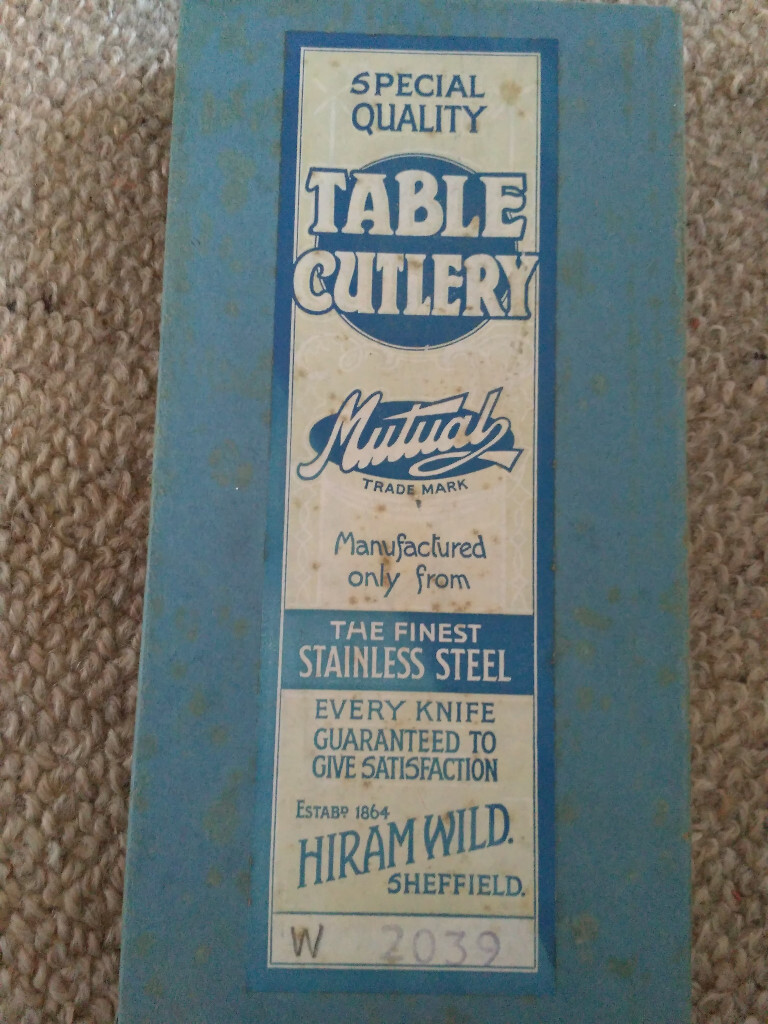 SPECIAL
QUALITY
TABLE
CUTLERY
Mutual
TRADE MARK
Manufactured
only from
THE FINEST
STAINLESS STEEL
EVERY KNIFE
GUARANTEED TO
GIVE SATISFACTION
ESTABD 1864
HIRAM WILD.
SHEFFIELD.
W 2039